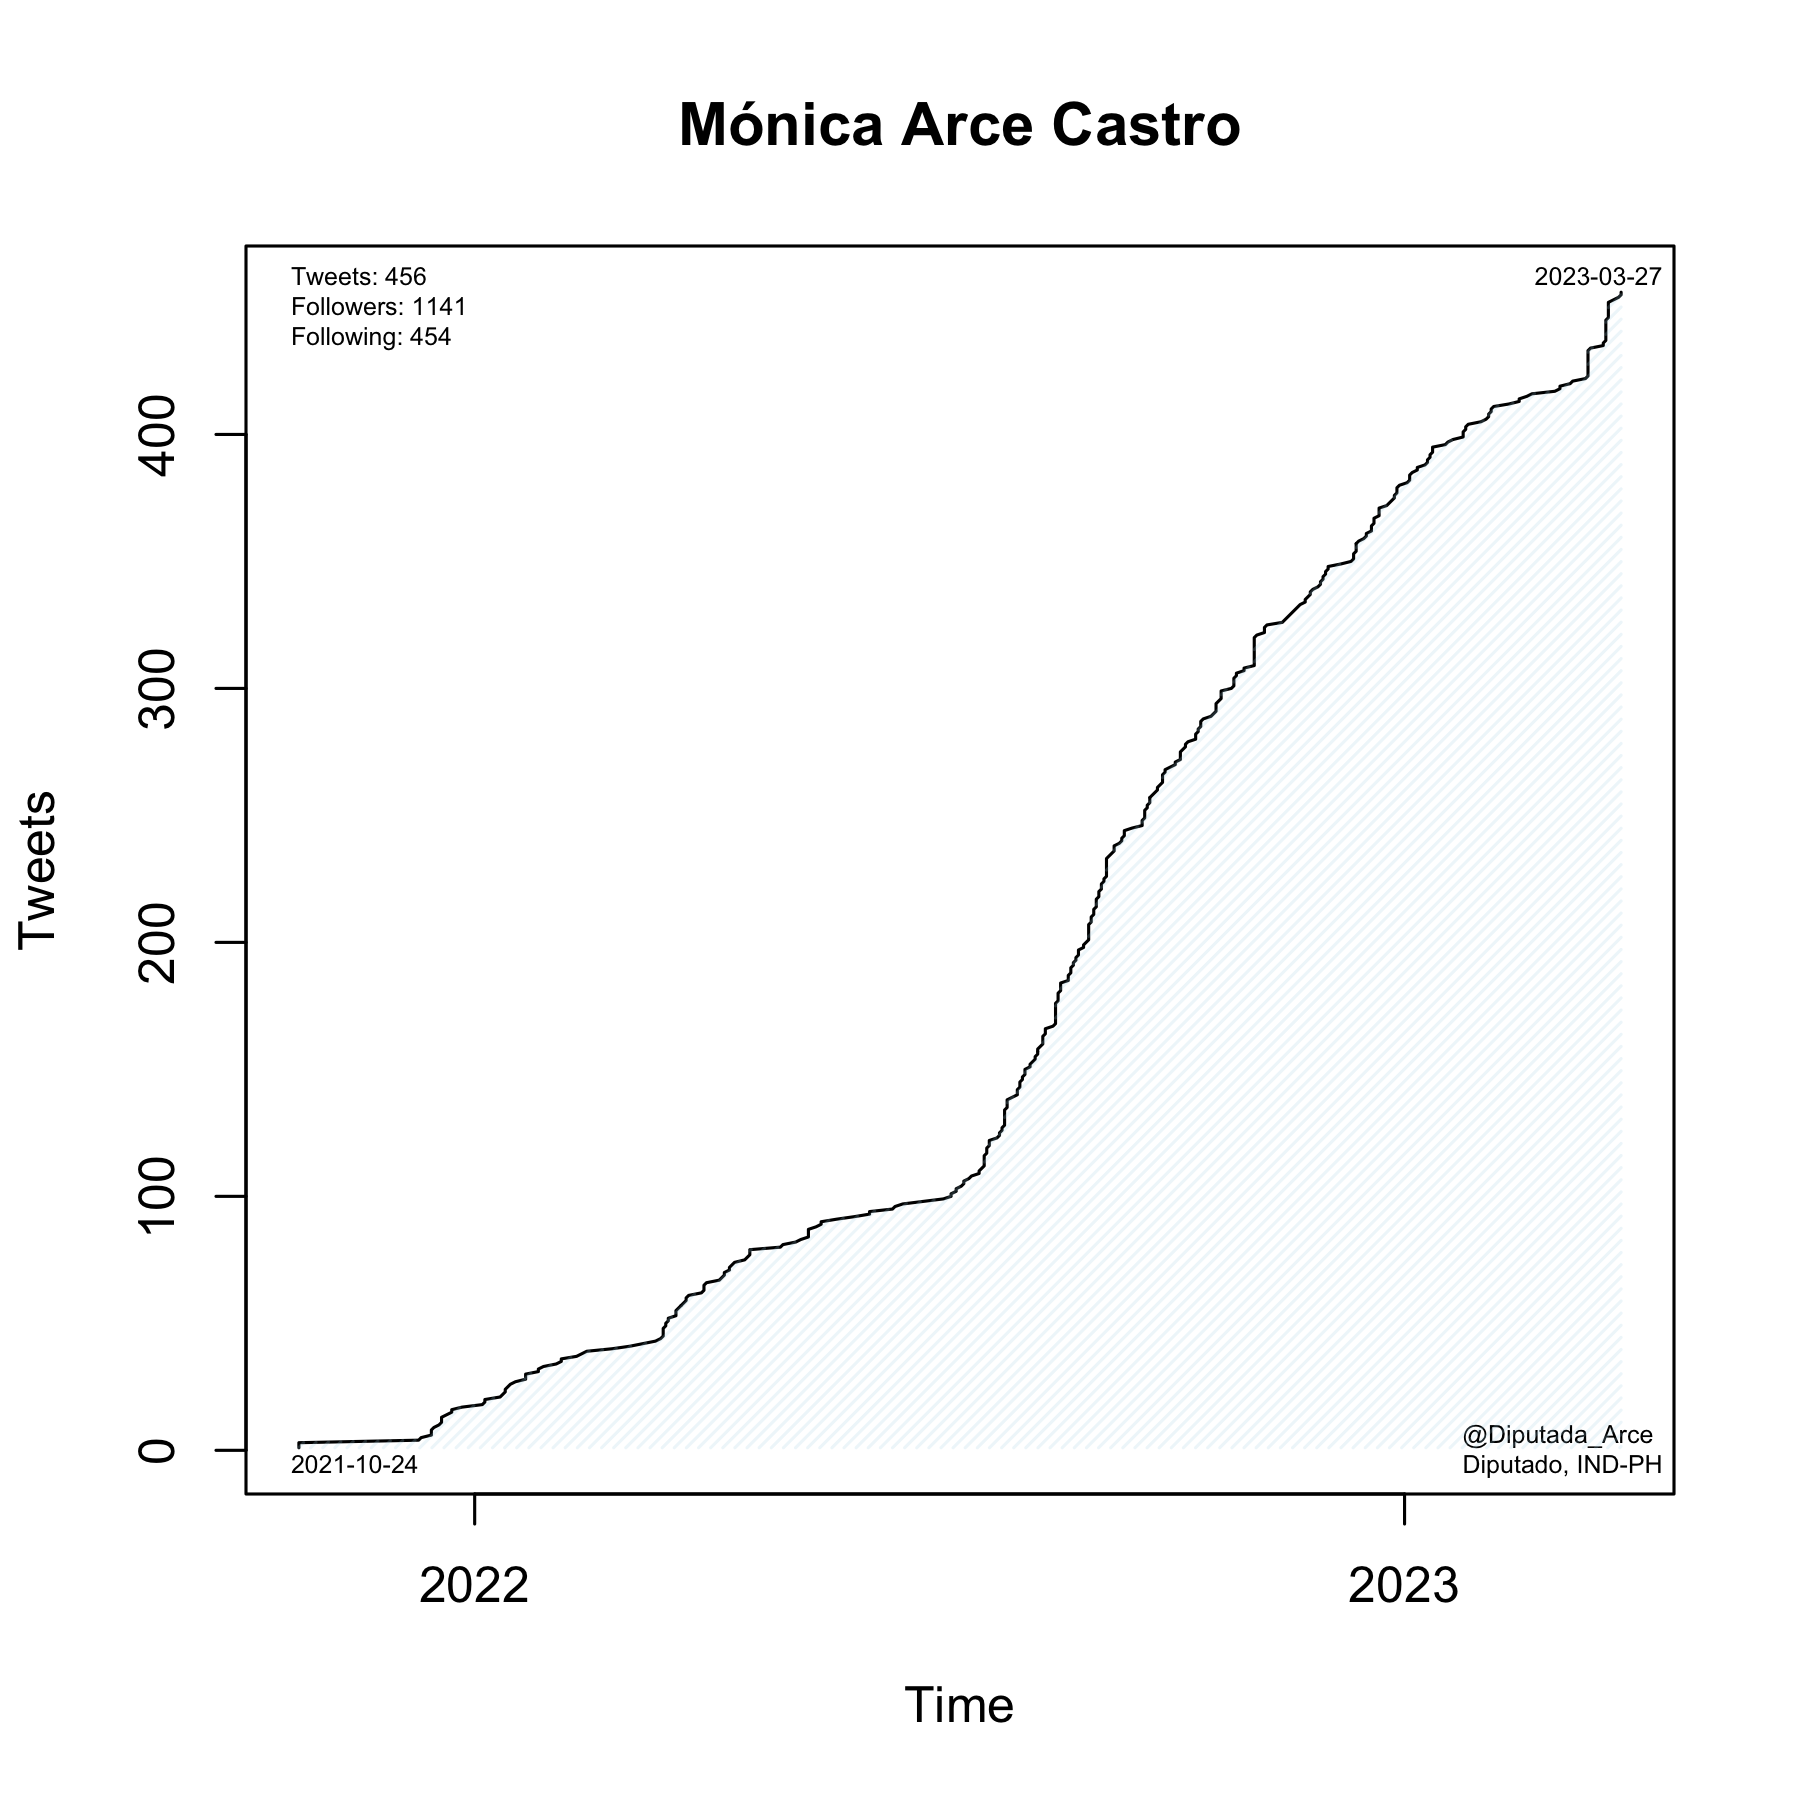 Mónica Arce Castro
Tweets: 456
Followers: 1141
Following: 454
2023-03-27
400
300
200
100
0
Tweets
@Diputada_Arce
Diputado, IND-PH
2021-10-24
2022
2023
Time